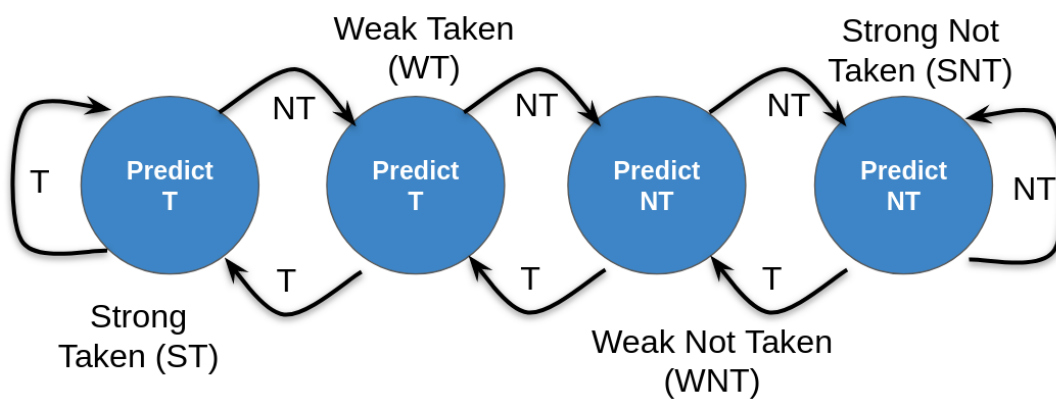 Weak Taken
(WT)
Strong Not
Taken (SNT)
NT
NT
NT
T
Predict
T
Predict
T
Predict
NT
Predict
NT
NT
T
T
T
Strong
Taken (ST)
Weak Not Taken
(WNT)